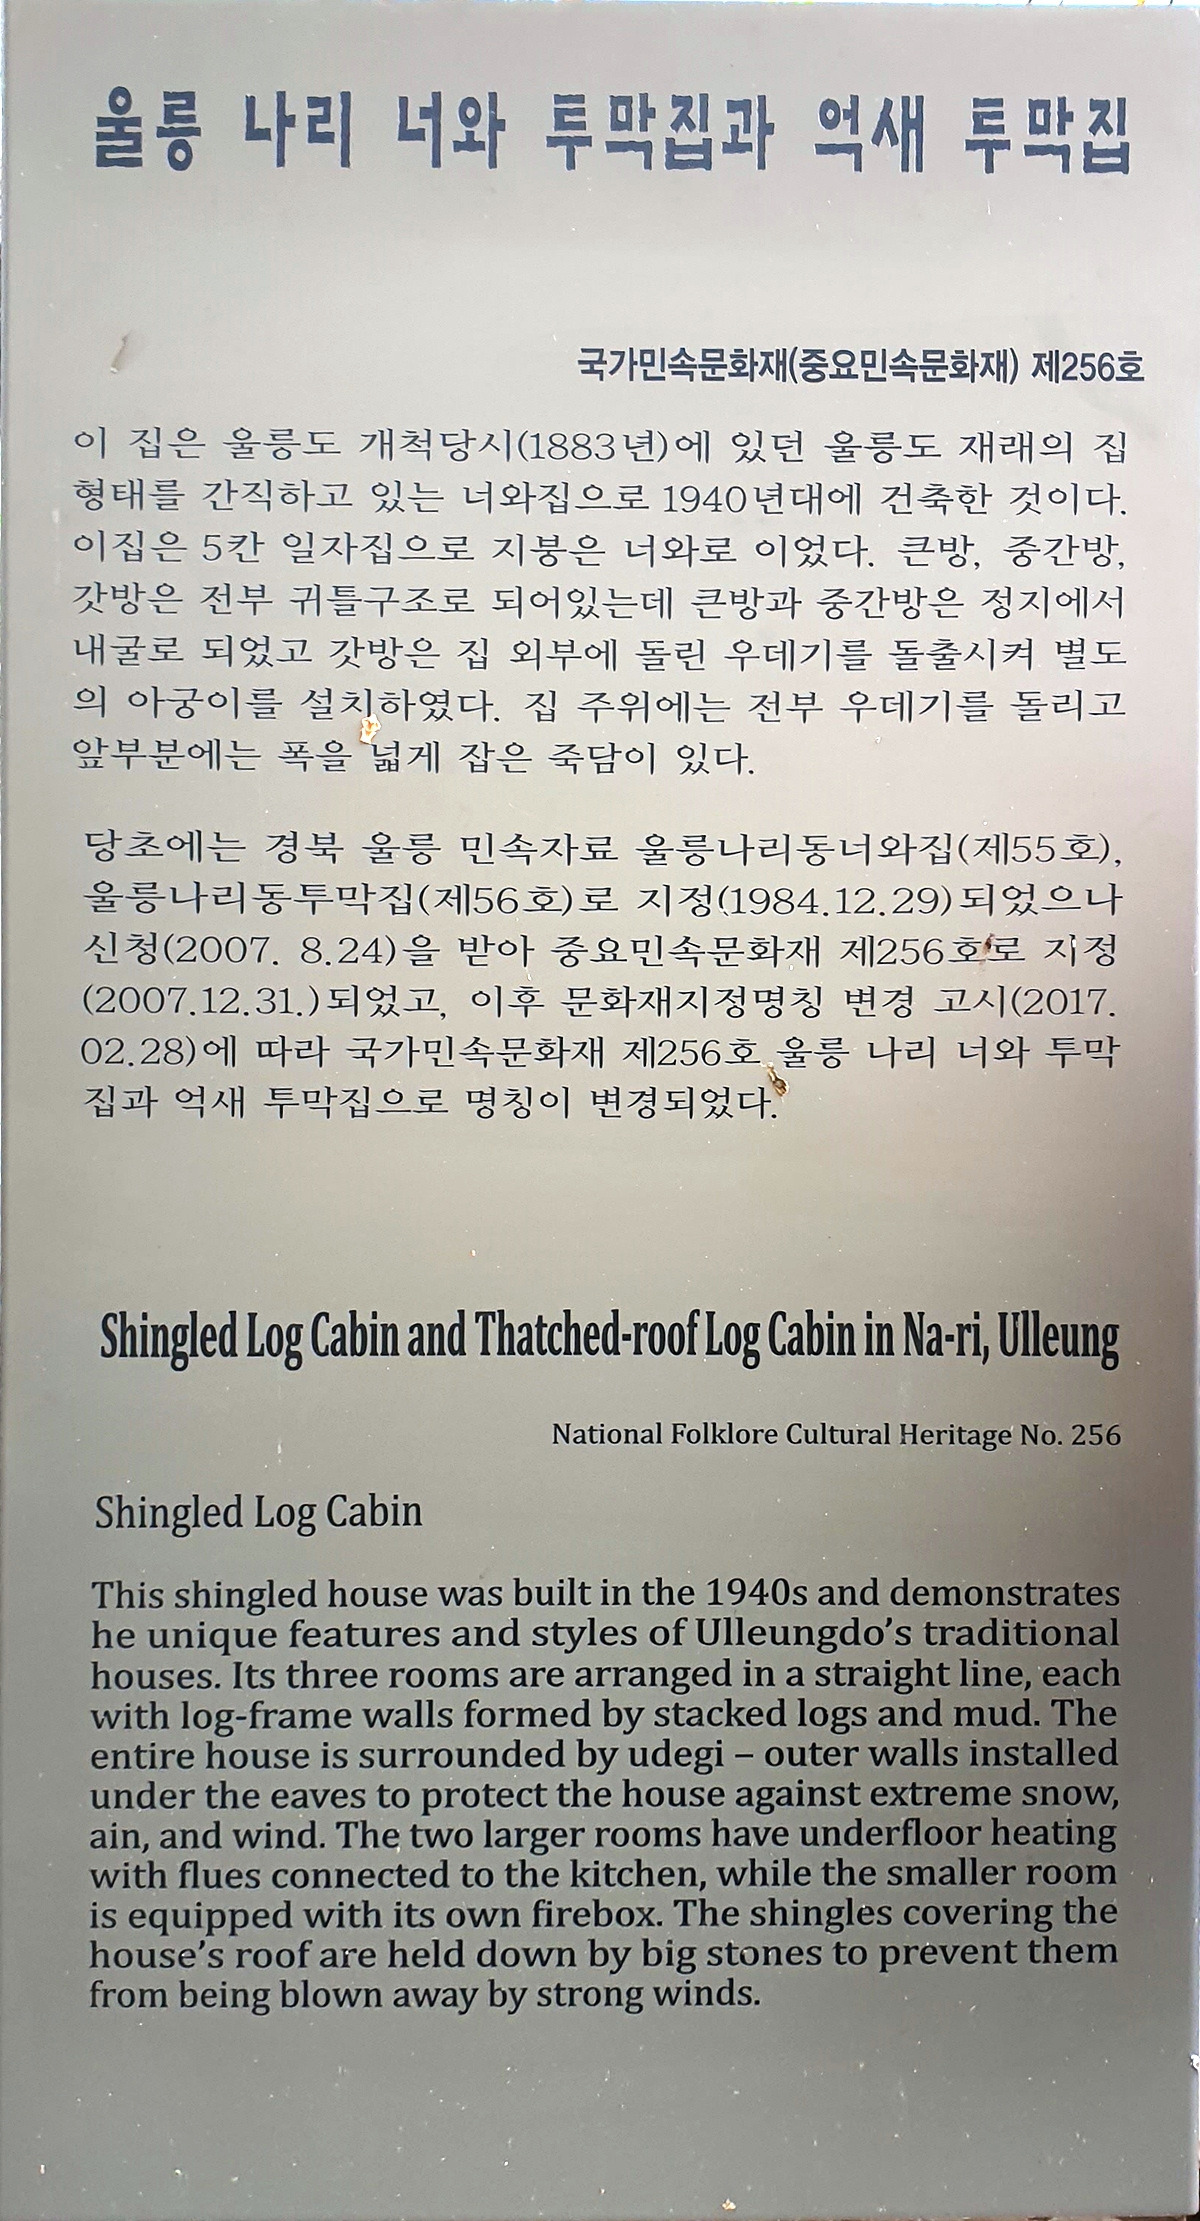 울릉 나리 너와 투막집과 억새 투막집
국가민속문화재(중요민속문화재) 제256호
이 집은 울릉도 개척당시(1883년)에 있던 울릉도 재래의 집
형태를 간직하고 있는 너와집으로 1940년대에 건축한 것이다.
이집은 5칸 일자집으로 지붕은 너와로 이었다. 큰방, 중간방,
갓방은 전부 귀틀구조로 되어있는데 큰방과 중간방은 정지에서
내굴로 되었고 갓방은 집 외부에 돌린 우데기를 돌출시켜 별도
의 아궁이를 설치하였다. 집 주위에는 전부 우데기를 돌리고
앞부분에는 폭을 넓게 잡은 죽담이 있다.
당초에는 경북 울릉 민속자료 울릉나리동너와집(제55호),
울릉나리동투막집(제56호)로 지정(1984.12.29)되었으나
신청(2007. 8.24)을 받아 중요민속문화재 제256호로 지정
(2007.12.31.)되었고, 이후 문화재지정명칭 변경 고시(2017.
02.28)에 따라 국가민속문화재 제256호 울릉 나리 너와 투막
집과 억새 투막집으로 명칭이 변경되었다.
Shingled Log Cabin and Thatched-roof Log Cabin in Na-ri, Ulleung
National Folklore Cultural Heritage No. 256
Shingled Log Cabin
This shingled house was built in the 1940s and demonstrates
he unique features and styles of Ulleungdo's traditional
houses. Its three rooms are arranged in a straight line, each
with log-frame walls formed by stacked logs and mud. The
entire house is surrounded by udegi – outer walls installed
under the eaves to protect the house against extreme snow,
ain, and wind. The two larger rooms have underfloor heating
with flues connected to the kitchen, while the smaller room
is equipped with its own firebox. The shingles covering the
house's roof are held down by big stones to prevent them
from being blown away by strong winds.